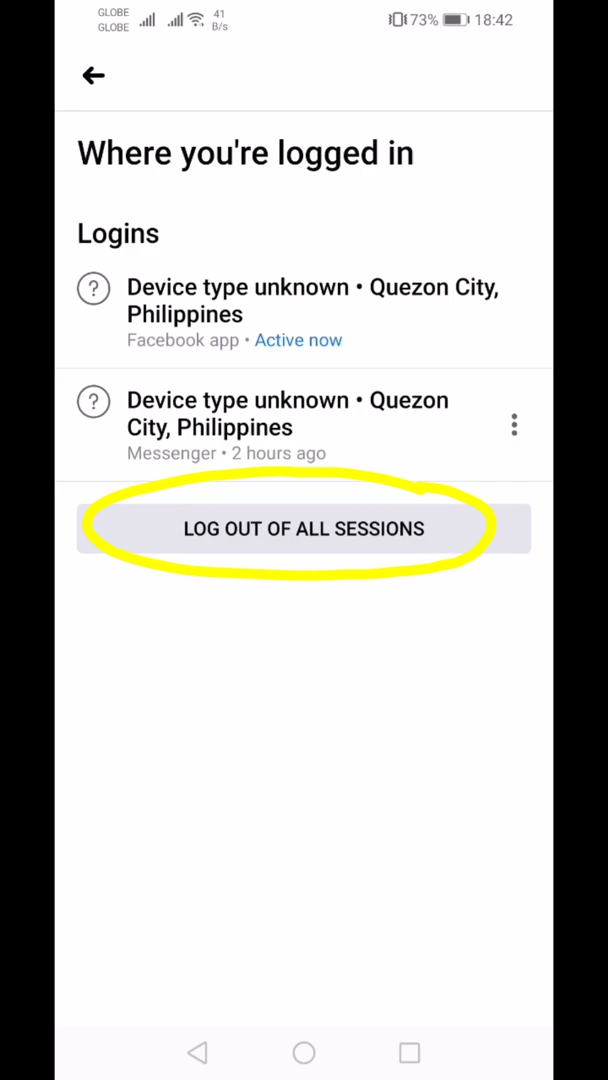 GLOBE
GLOBE
41
B/s
73%
18:42
Where you're logged in
Logins
Device type unknown • Quezon City,
Philippines
Facebook app • Active now
Device type unknown • Quezon
City, Philippines
Messenger • 2 hours ago
LOG OUT OF ALL SESSIONS